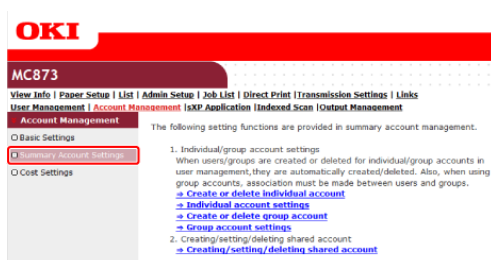 OKI
MC873
View Info | Paper Setup | List | Admin Setup | Job List | Direct Print |Transmission Settings | Links
User Management | Account Management |sXP Application |Indexed Scan |Output Management
Account Management
Basic Settings
Summary Account Settings
Cost Settings
The following setting functions are provided in summary account management.
1. Individual/group account settings
When users/groups are created or deleted for individual/group accounts in
user management,they are automatically created/deleted. Also, when using
group accounts, association must be made between users and groups.
→ Create or delete individual account
→ Individual account settings
→ Create or delete group account
→ Group account settings
2. Creating/setting/deleting shared account
→ Creating/setting/deleting shared account